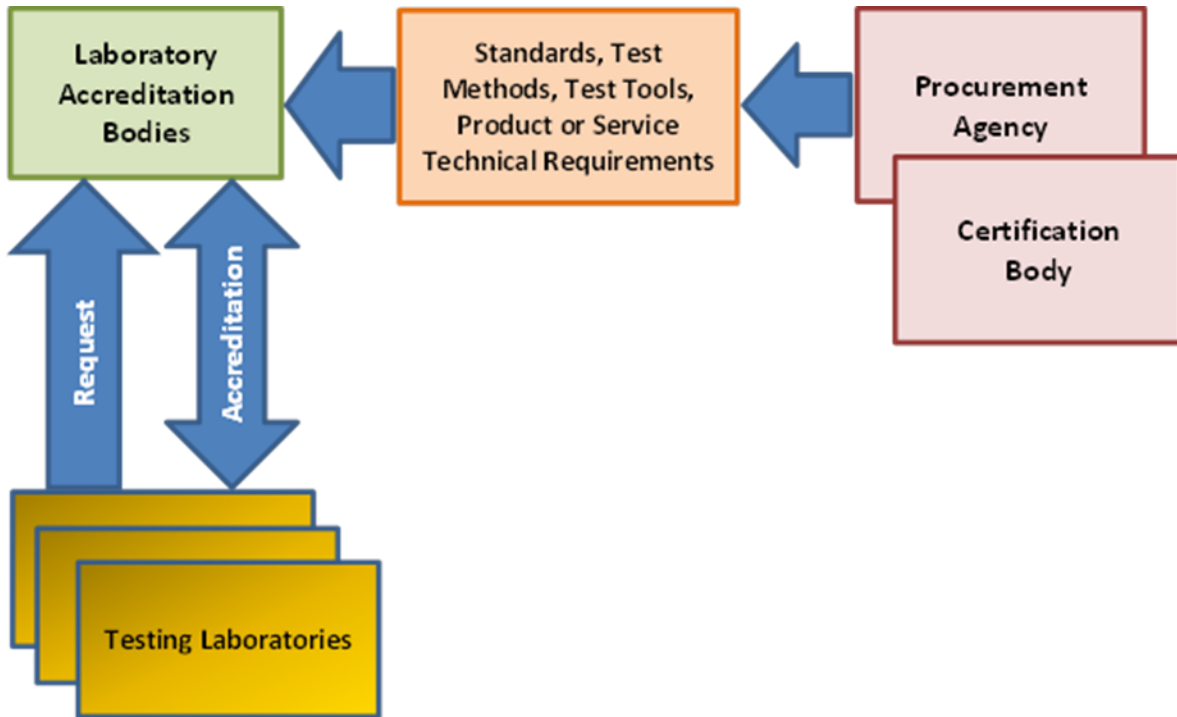 Laboratory
Accreditation
Bodies
Standards, Test
Methods, Test Tools,
Product or Service
Technical Requirements
Procurement
Agency
Certification
Body
Request
Accreditation
Testing Laboratories